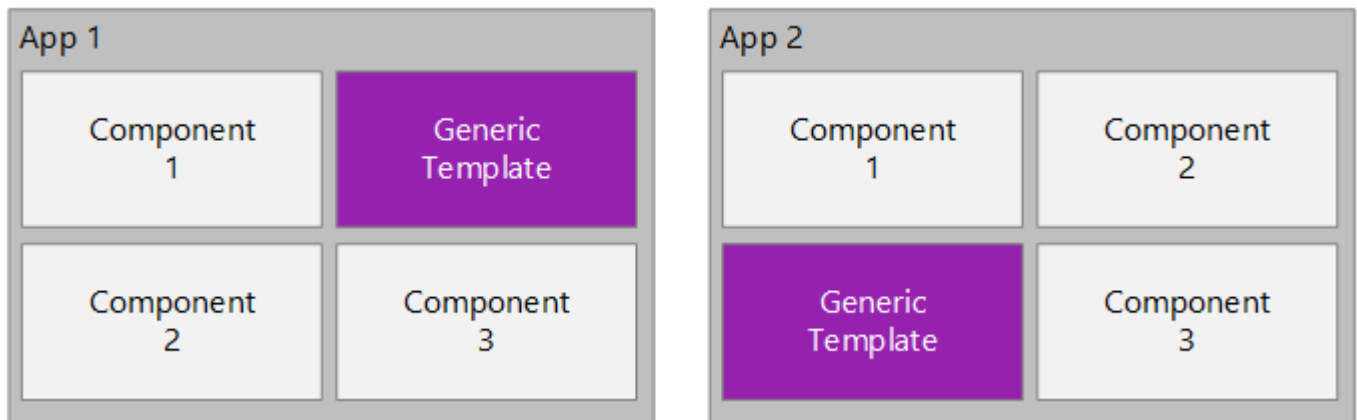 App 1
Component
1
Generic
Template
Component
2
Component
3
App 2
Component
1
Component
2
Generic
Template
Component
3